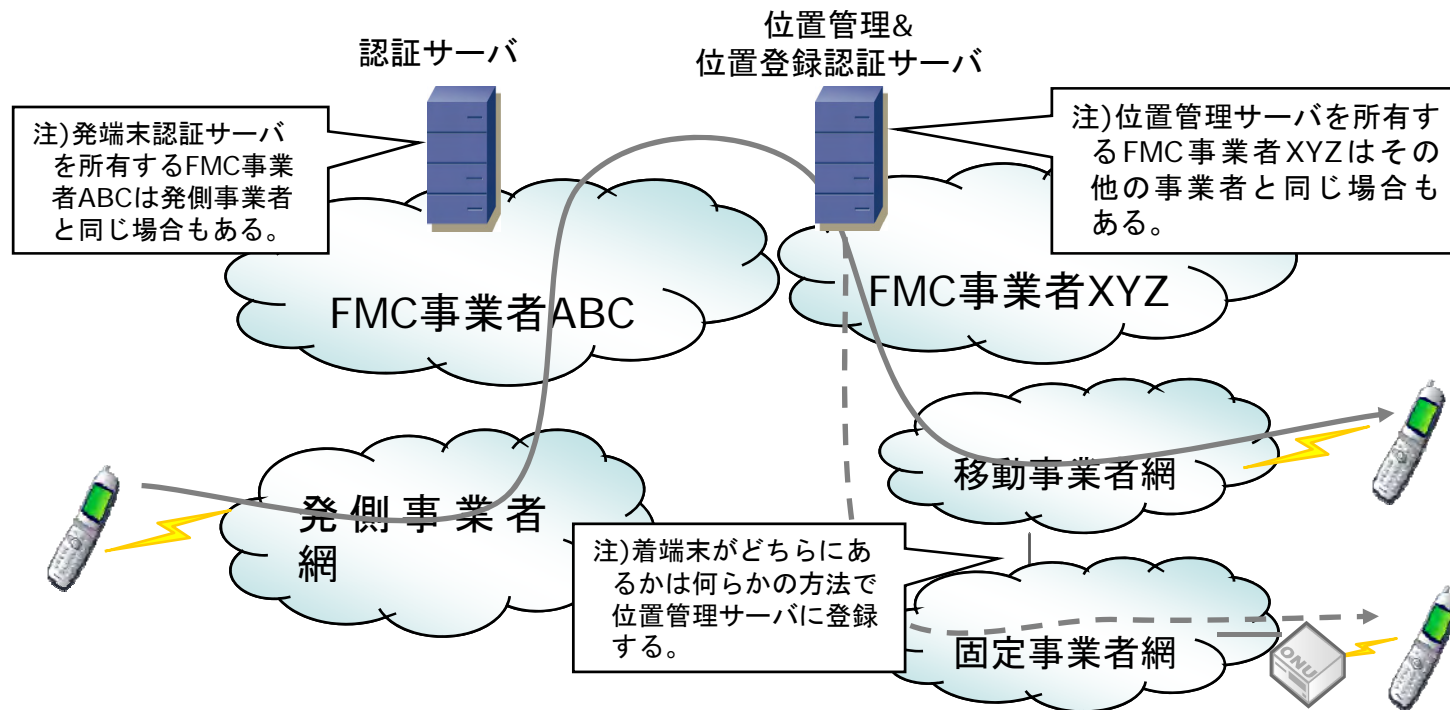 認証サーバ
位置管理&
位置登録認証サーバ
注)発端末認証サーバ
を所有するFMC事業
者ABCは発側事業者
と同じ場合もある。
注)位置管理サーバを所有す
るFMC事業者XYZはその
他の事業者と同じ場合も
ある。
FMC事業者ABC
FMC事業者XYZ
移動事業者網
発側事業者
網
注)着端末がどちらにあ
るかは何らかの方法で
位置管理サーバに登録
する。
固定事業者網
ONU